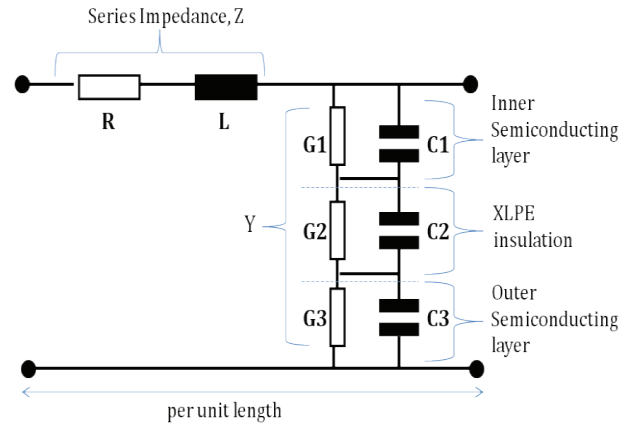 Series Impedance, Z
R
L
G1
C1
Inner
Semiconducting
layer
Y
G2
C2
XLPE
insulation
G3
C3
Outer
Semiconducting
layer
per unit length